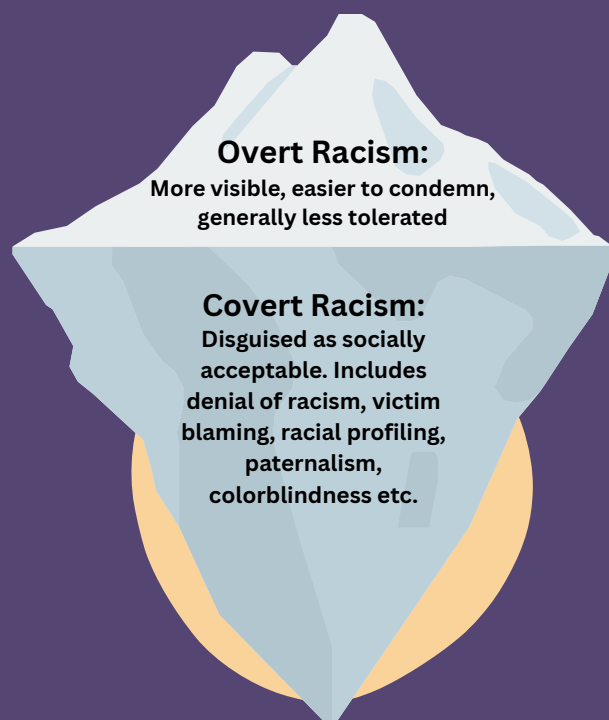 Overt Racism:
More visible, easier to condemn,
generally less tolerated
Covert Racism:
Disguised as socially
acceptable. Includes
denial of racism, victim
blaming, racial profiling,
paternalism,
colorblindness etc.